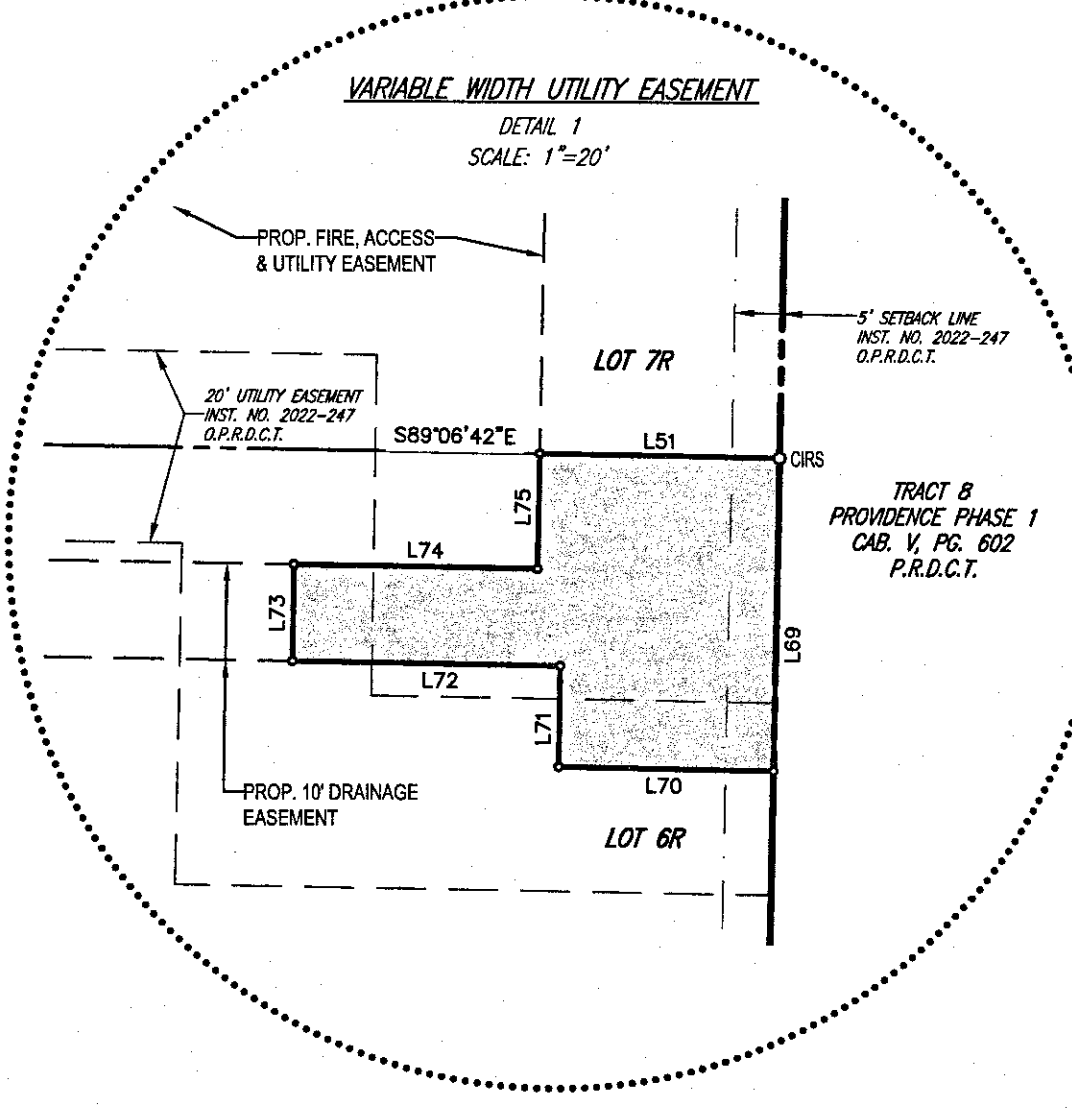 VARIABLE WIDTH UTILITY EASEMENT
DETAIL 1
SCALE: 1"=20'
PROP. FIRE, ACCESS
& UTILITY EASEMENT
5' SETBACK LINE
INST. NO. 2022-247
O.P.R.D.C.T.
LOT 7R
20' UTILITY EASEMENT
INST. NO. 2022-247
O.P.R.D.C.T.
S89°06'42"E
L51
CIRS
TRACT 8
PROVIDENCE PHASE 1
CAB. V, PG. 602
P.R.D.C.T.
L75
L74
L73
L69
L72
L71
L70
PROP. 10' DRAINAGE
EASEMENT
LOT 6R